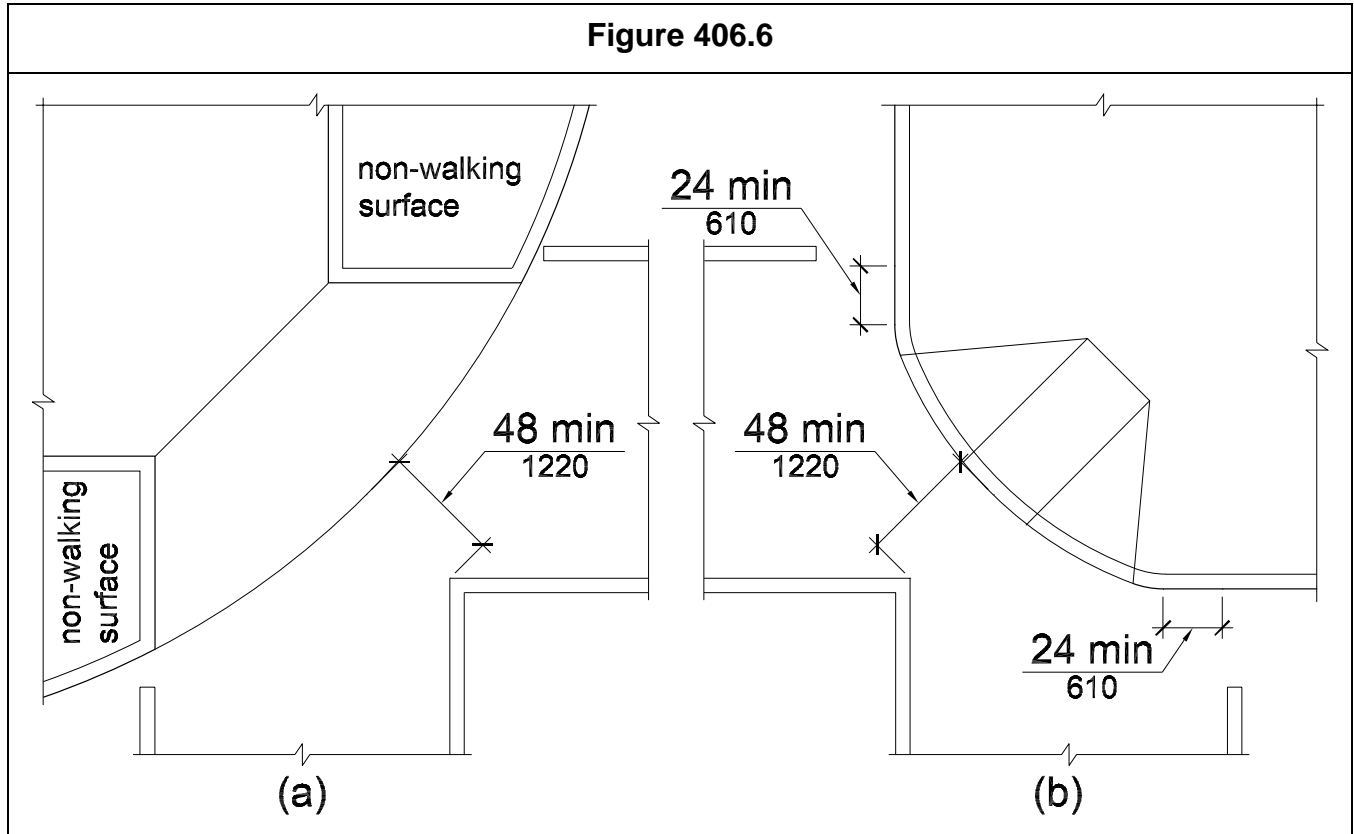 Figure 406.6
non-walking
surface
24 min
610
48 min
1220
48 min
1220
non-walking
surface
24 min
610
(a)
(b)